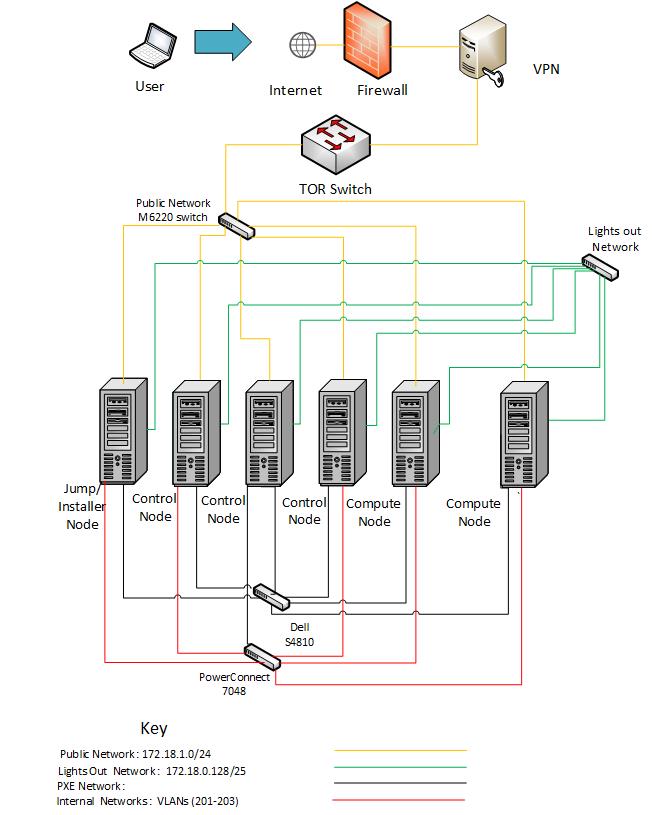 User
Internet
Firewall
VPN
TOR Switch
Public Network
M6220 switch
Lights out
Network
Jump/
Installer
Node
Control
Node
Control
Node
Control
Node
Compute
Node
Compute
Node
Dell
S4810
PowerConnect
7048
Key
Public Network: 172.18.1.0/24
LightsOut Network: 172.18.0.128/25
PXE Network:
Internal Networks: VLANs (201-203)